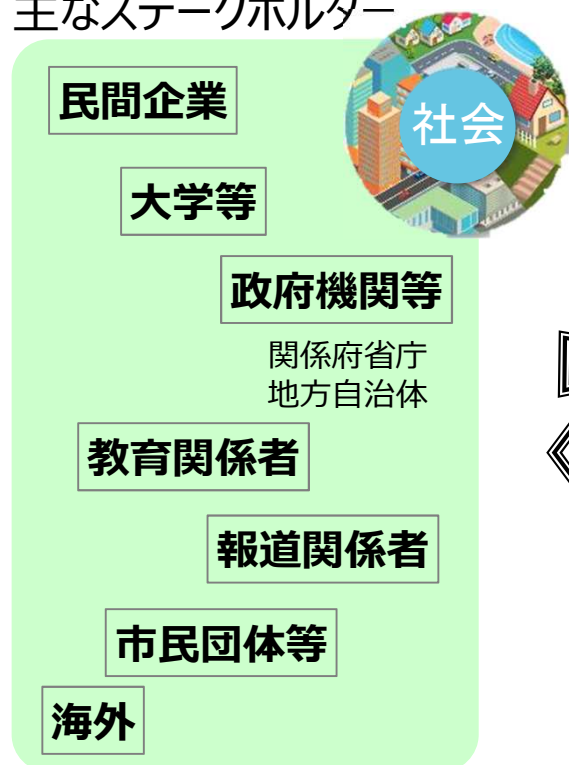 主なステークホルダー
社会
民間企業
大学等
政府機関等
関係府省庁
地方自治体
教育関係者
報道関係者
市民団体等
海外